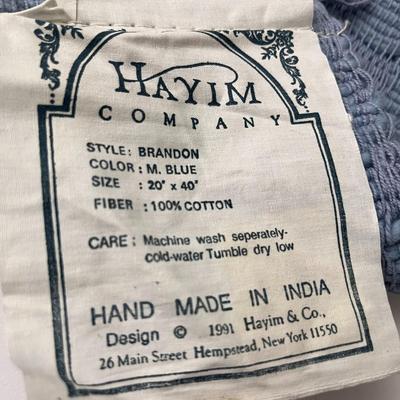 HAYIM
COMPANY
STYLE: BRANDON
COLOR: M. BLUE
SIZE : 20" x 40"
FIBER : 100% COTTON
CARE : Machine wash seperately-
cold-water Tumble dry low
HAND MADE IN INDIA
Design © 1991 Hayim & Co.,
26 Main Street Hempstead, New York 11550